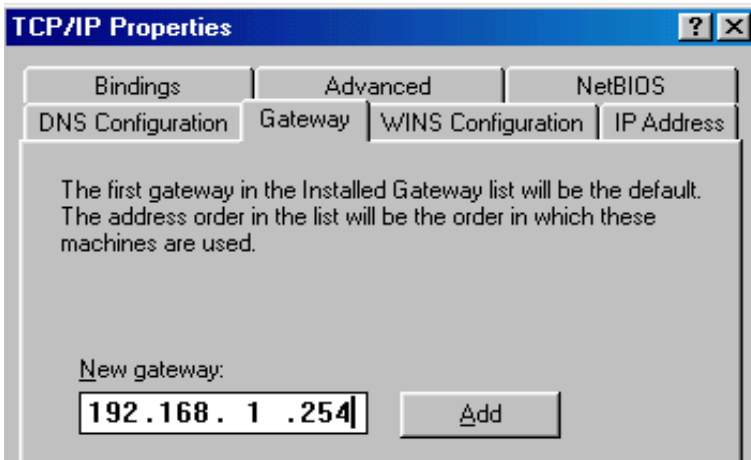 TCP/IP Properties ? X
Bindings Advanced NetBIOS
DNS Configuration Gateway WINS Configuration IP Address
The first gateway in the Installed Gateway list will be the default.
The address order in the list will be the order in which these
machines are used.
New gateway:
192.168. 1 .254 Add